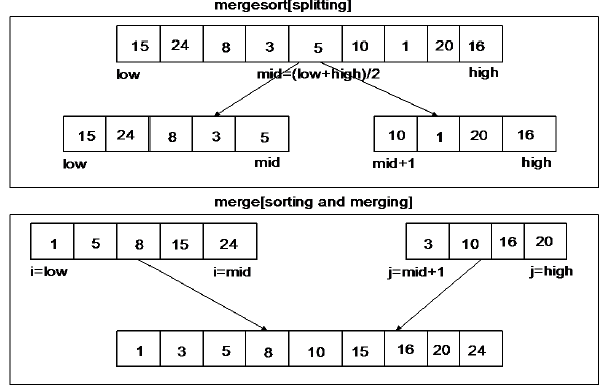 mergesort[splitting]
15 24 8 3 5 10 1 20 16
low mid=(low+high)/2 high
15 24 8 3 5 10 1 20 16
low mid mid+1 high
merge[sorting and merging]
1 5 8 15 24 3 10 16 20
i=low i=mid j=mid+1 j=high
1 3 5 8 10 15 16 20 24